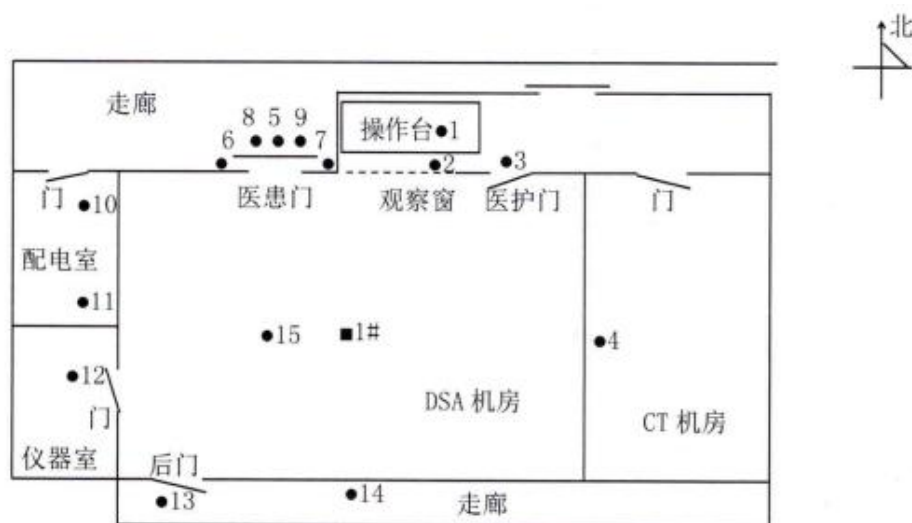 北
走廊
8 5 9
6
7
操作台 1
2
3
医患门
观察窗
医护门
门
门
10
配电室
11
15
1#
4
12
DSA 机房
CT 机房
门
仪器室
后门
13
14
走廊